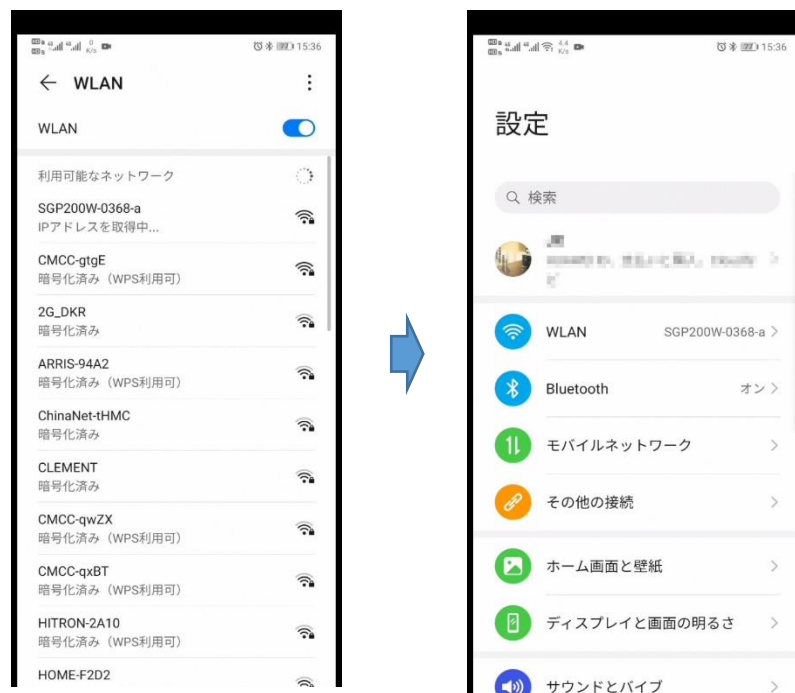 0 K/s
15:36
WLAN
WLAN
利用可能なネットワーク
SGP200W-0368-a
IPアドレスを取得中...
CMCC-gtgE
暗号化済み（WPS利用可）
2G_DKR
暗号化済み
ARRIS-94A2
暗号化済み（WPS利用可）
ChinaNet-tHMC
暗号化済み
CLEMENT
暗号化済み
CMCC-qwZX
暗号化済み（WPS利用可）
CMCC-qxBT
暗号化済み（WPS利用可）
HITRON-2A10
暗号化済み（WPS利用可）
HOME-F2D2
4.4 K/s
15:36
設定
検索
WLAN SGP200W-0368-a
Bluetooth オン
モバイルネットワーク
その他の接続
ホーム画面と壁紙
ディスプレイと画面の明るさ
サウンドとバイブ